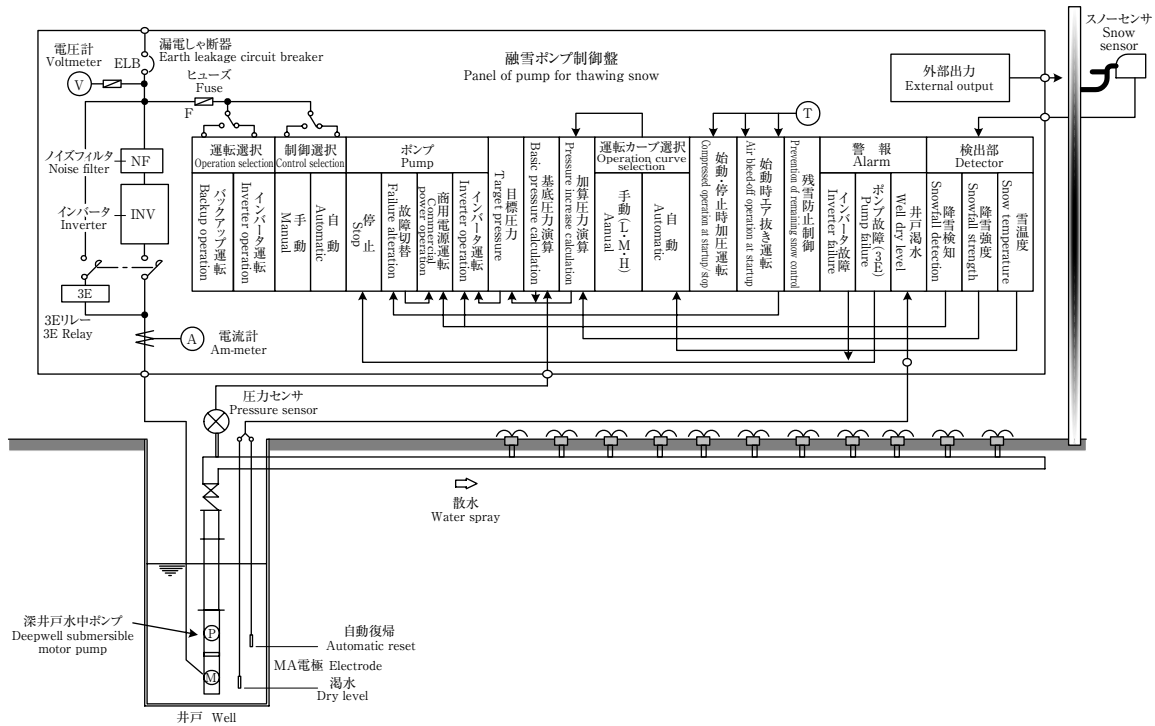 スノーセンサ
Snow
sensor
電圧計
Voltmeter
ELB
漏電しゃ断器
Earth leakage circuit breaker
融雪ポンプ制御盤
Panel of pump for thawing snow
外部出力
External output
V
ヒューズ
Fuse
F
T
ノイズフィルタ
Noise filter
NF
インバータ
Inverter
INV
3E
3Eリレー
3E Relay
A
電流計
Am-meter
運転選択
Operation selection
バックアップ運転
Backup operation
インバータ運転
Inverter operation
制御選択
Control selection
手動
Manual
自動
Automatic
ポンプ
Pump
停止
Stop
故障切替
Failure alteration
商用電源運転
Commercial
power operation
インバータ運転
Inverter operation
目標圧力
Target pressure
基底圧力演算
Basic pressure calculation
加算圧力演算
Pressure increase calculation
運転カーブ選択
Operation curve
selection
手動(L・M・H)
Aanual
自動
Automatic
始動・停止時加圧運転
Compressed operation at startup/stop
始動時エア抜き運転
Air bleed-off operation at startup
残雪防止制御
Prevention of remaining snow control
警報
Alarm
インバータ故障
Inverter failure
ポンプ故障(3E)
Pump failure
井戸渇水
Well dry level
検出部
Detector
降雪検知
Snowfall detection
降雪強度
Snowfall strength
雪温度
Snow temperature
圧力センサ
Pressure sensor
散水
Water spray
深井戸水中ポンプ
Deepwell submersible
motor pump
P
M
自動復帰
Automatic reset
MA電極 Electrode
渇水
Dry level
井戸 Well